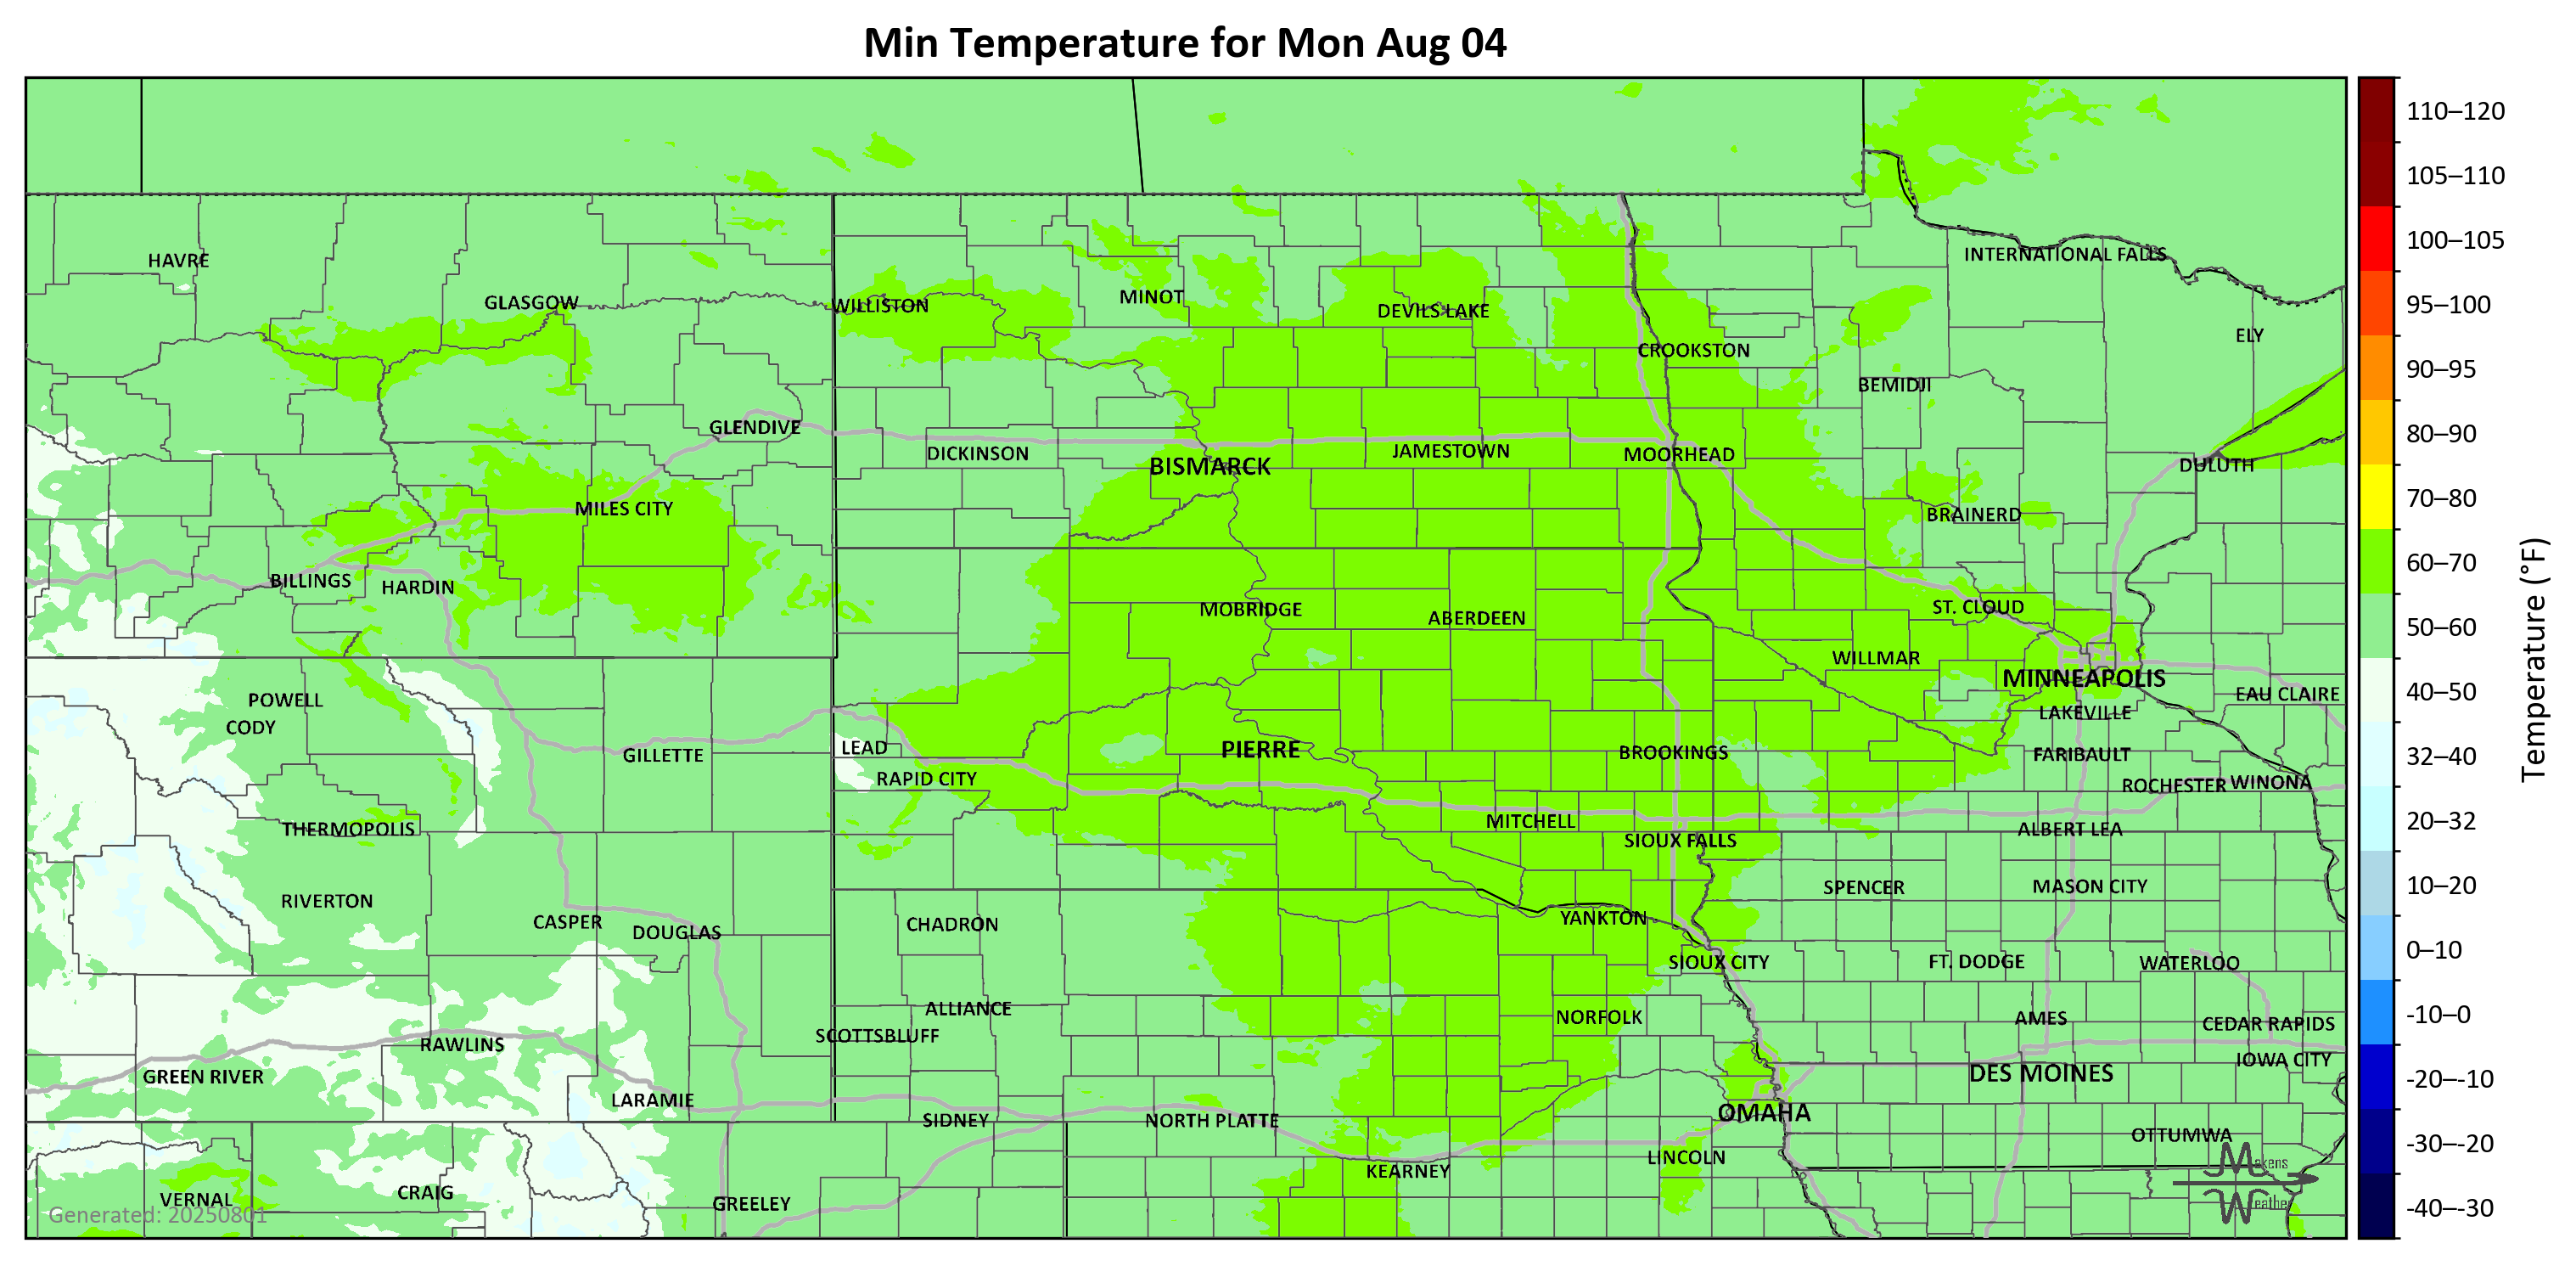 Min Temperature for Mon Aug 04
HAVRE
GLASGOW
WILLISTON
MINOT
DEVILS LAKE
CROOKSTON
INTERNATIONAL FALLS
ELY
BEMIDJI
GLENDIVE
DICKINSON
BISMARCK
JAMESTOWN
MOORHEAD
DULUTH
MILES CITY
BRAINERD
BILLINGS
HARDIN
MOBRIDGE
ABERDEEN
ST. CLOUD
WILLMAR
MINNEAPOLIS
EAU CLAIRE
POWELL
CODY
LAKEVILLE
GILLETTE
LEAD
RAPID CITY
PIERRE
BROOKINGS
FARIBAULT
ROCHESTER
WINONA
THERMOPOLIS
MITCHELL
SIOUX FALLS
ALBERT LEA
RIVERTON
CASPER
DOUGLAS
CHADRON
YANKTON
SPENCER
MASON CITY
SIOUX CITY
FT. DODGE
WATERLOO
ALLIANCE
SCOTTSBLUFF
NORFOLK
AMES
CEDAR RAPIDS
IOWA CITY
RAWLINS
GREEN RIVER
LARAMIE
DES MOINES
SIDNEY
NORTH PLATTE
OMAHA
OTTUMWA
KEARNEY
LINCOLN
VERNAL
CRAIG
GREELEY
Generated: 20250801
Makens
Weather
110−120
105−110
100−105
95−100
90−95
80−90
70−80
60−70
50−60
40−50
32−40
20−32
10−20
0−10
-10−0
-20−-10
-30−-20
-40−-30
Temperature (°F)